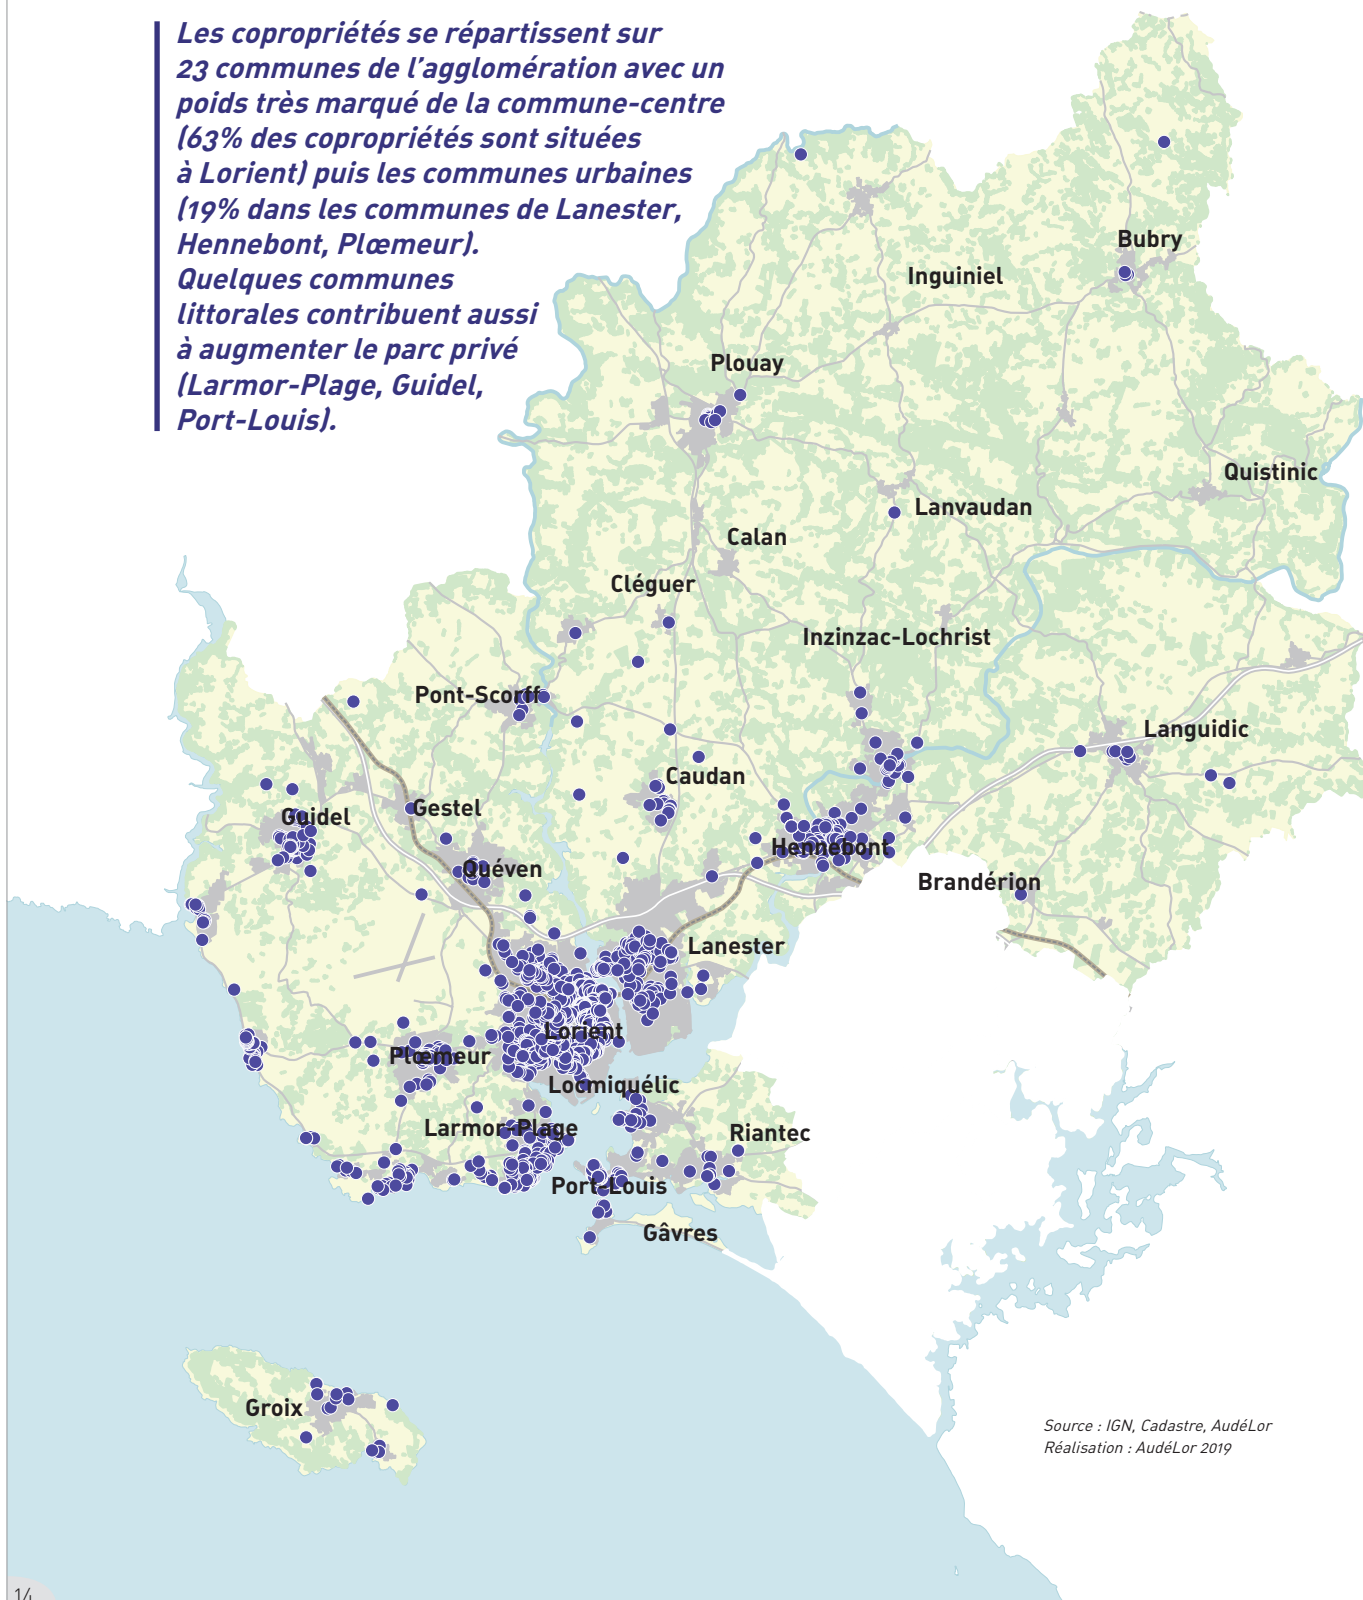 Les copropriétés se répartissent sur
23 communes de l'agglomération avec un
poids très marqué de la commune-centre
(63% des copropriétés sont situées
à Lorient) puis les communes urbaines
(19% dans les communes de Lanester,
Hennebont, Plœmeur).
Quelques communes
littorales contribuent aussi
à augmenter le parc privé
(Larmor-Plage, Guidel,
Port-Louis).
Bubry
Inguiniel
Plouay
Quistinic
Lanvaudan
Calan
Cléguer
Inzinzac-Lochrist
Pont-Scorff
Languidic
Caudan
Gestel
Guidel
Hennebont
Quéven
Brandérion
Lanester
Lorient
Plœmeur
Locmiquélic
Larmor-Plage
Riantec
Port-Louis
Gâvres
Groix
Source : IGN, Cadastre, AudéLor
Réalisation : AudéLor 2019
14